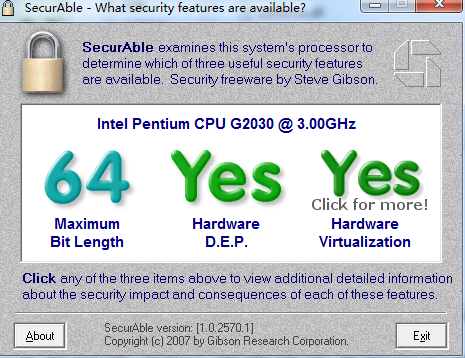 SecurAble - What security features are available?
SecurAble examines this system's processor to
determine which of three useful security features
are available. Security freeware by Steve Gibson.
Intel Pentium CPU G2030 @ 3.00GHz
64 Yes Yes
Click for more!
Maximum Hardware Hardware
Bit Length D.E.P. Virtualization
Click any of the three items above to view additional detailed information
about the security impact and consequences of each of these features.
About
SecurAble version: [1.0.2570.1]
Copyright (c) 2007 by Gibson Research Corporation.
Exit